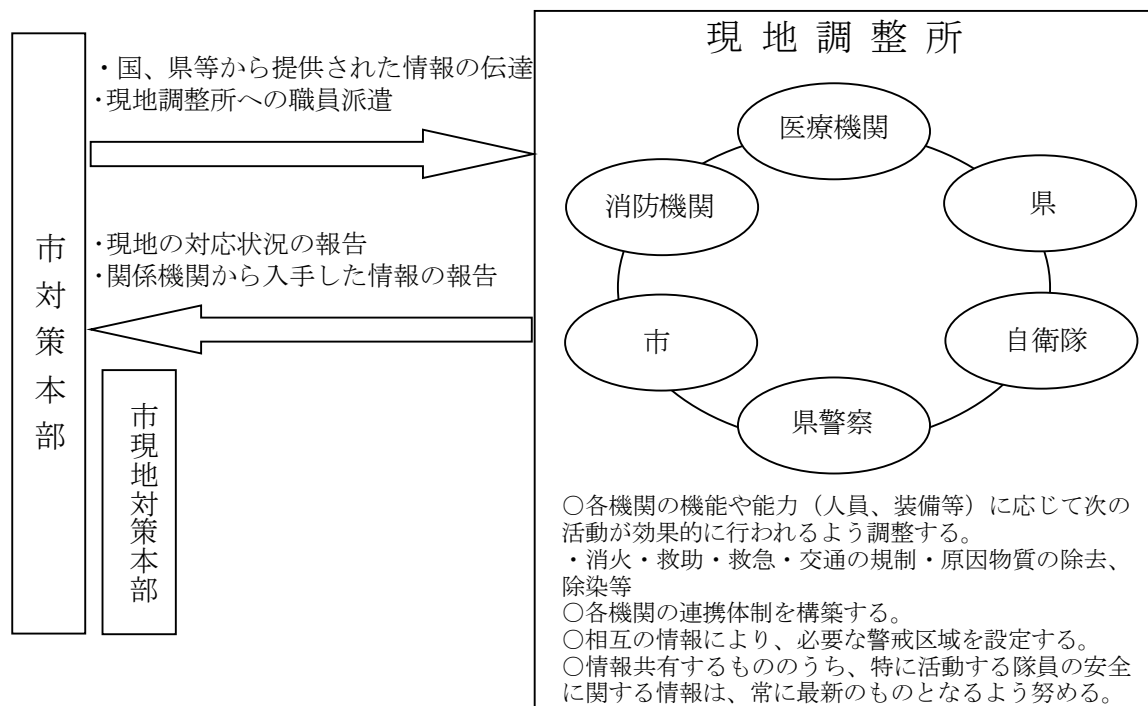 現地調整所
・国、県等から提供された情報の伝達
・現地調整所への職員派遣
・現地の対応状況の報告
・関係機関から入手した情報の報告
市対策本部
市現地対策本部
医療機関
消防機関
県
市
自衛隊
県警察
〇各機関の機能や能力（人員、装備等）に応じて次の
活動が効果的に行われるよう調整する。
・消火・救助・救急・交通の規制・原因物質の除去、
除染等
〇各機関の連携体制を構築する。
〇相互の情報により、必要な警戒区域を設定する。
〇情報共有するもののうち、特に活動する隊員の安全
に関する情報は、常に最新のものとなるよう努める。